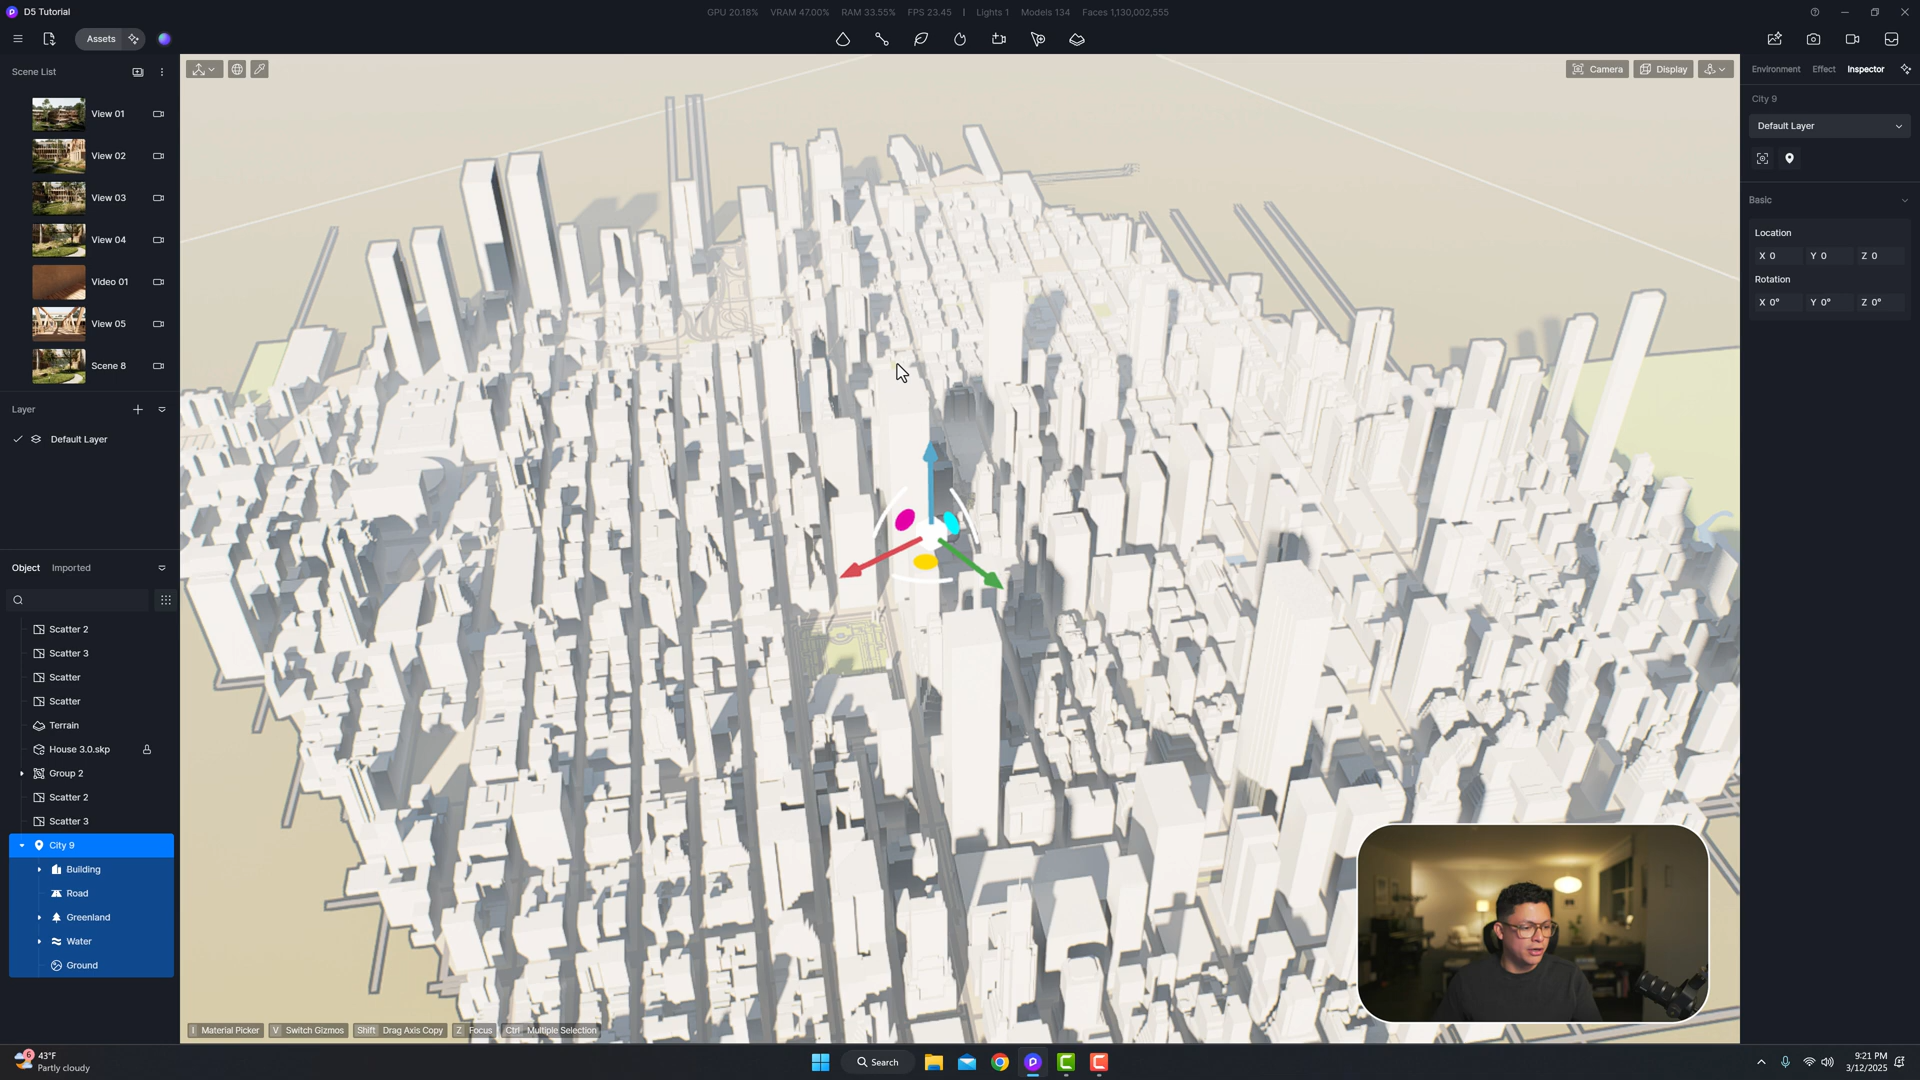 D5 Tutorial
GPU 20.18% VRAM 47.00% RAM 33.55% FPS 23.45 | Lights 1 Models 134 Faces 1,130,002,555
Assets
Scene List
View 01
View 02
View 03
View 04
Video 01
View 05
Scene 8
Layer
Default Layer
Object Imported
Scatter 2
Scatter 3
Scatter
Scatter
Terrain
House 3.0.skp
Group 2
Scatter 2
Scatter 3
City 9
Building
Road
Greenland
Water
Ground
Camera
Display
I Material Picker V Switch Gizmos Shift Drag Axis Copy Z Focus Ctrl Multiple Selection
Environment Effect Inspector
City 9
Default Layer
Basic
Location
X 0 Y 0 Z 0
Rotation
X 0° Y 0° Z 0°
6
43°F
Partly cloudy
Search
9:21 PM
3/12/2025